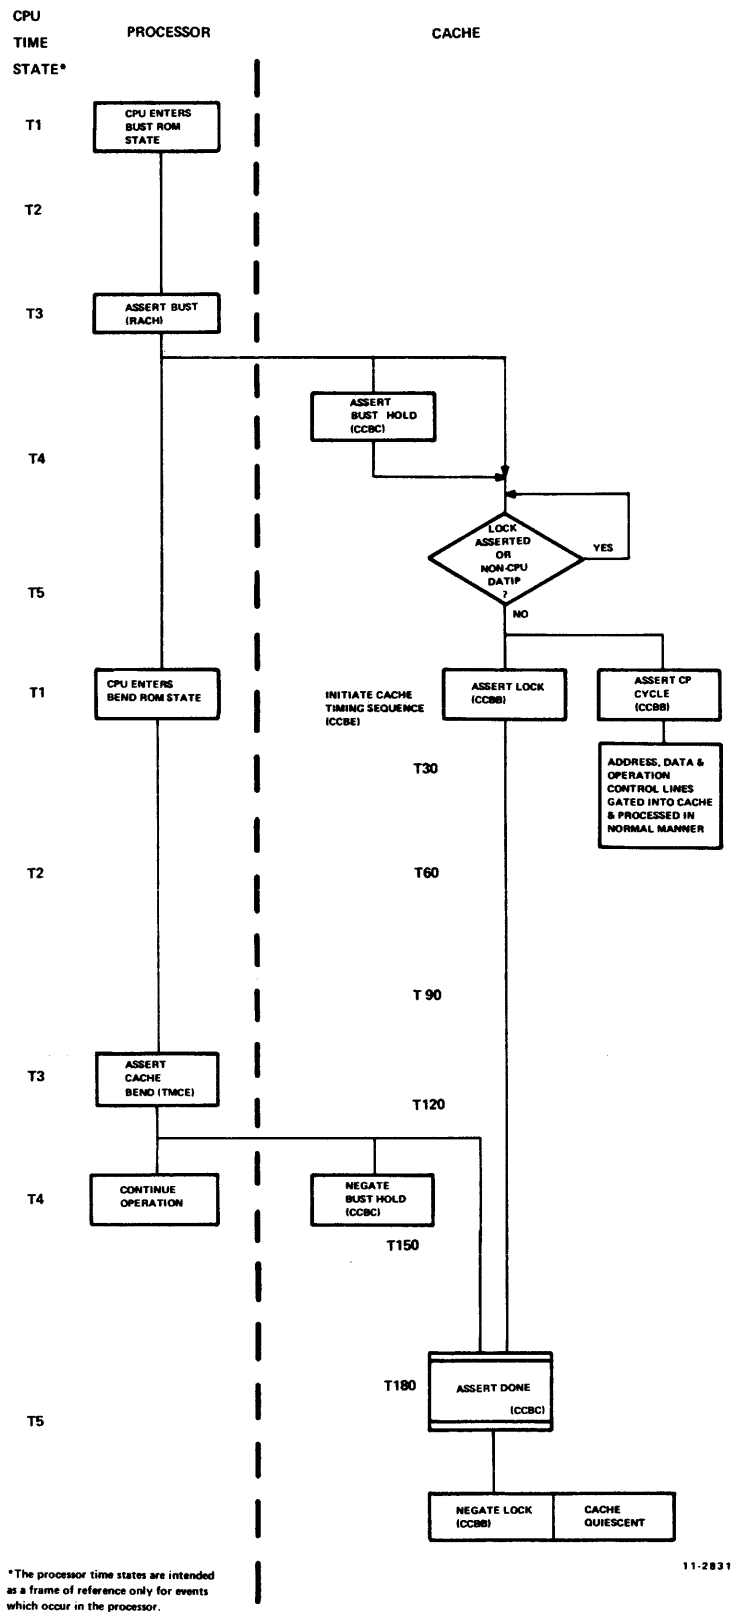 CPU
TIME
STATE*
PROCESSOR
CACHE
T1
CPU ENTERS
BUST ROM
STATE
T2
T3
ASSERT BUST
(RACH)
ASSERT
BUST HOLD
(CCBC)
T4
LOCK
ASSERTED
OR
NON-CPU
DATIP
?
YES
NO
T5
T1
CPU ENTERS
BEND ROM STATE
INITIATE CACHE
TIMING SEQUENCE
(CCBE)
ASSERT LOCK
(CCBB)
ASSERT CP
CYCLE
(CCBB)
T30
ADDRESS, DATA &
OPERATION
CONTROL LINES
GATED INTO CACHE
& PROCESSED IN
NORMAL MANNER
T2
T60
T 90
T3
ASSERT
CACHE
BEND (TMCE)
T120
T4
CONTINUE
OPERATION
NEGATE
BUST HOLD
(CCBC)
T150
T180
ASSERT DONE
(CCBC)
T5
NEGATE LOCK
(CCBB)
CACHE
QUIESCENT
*The processor time states are intended
as a frame of reference only for events
which occur in the processor.
11-2831